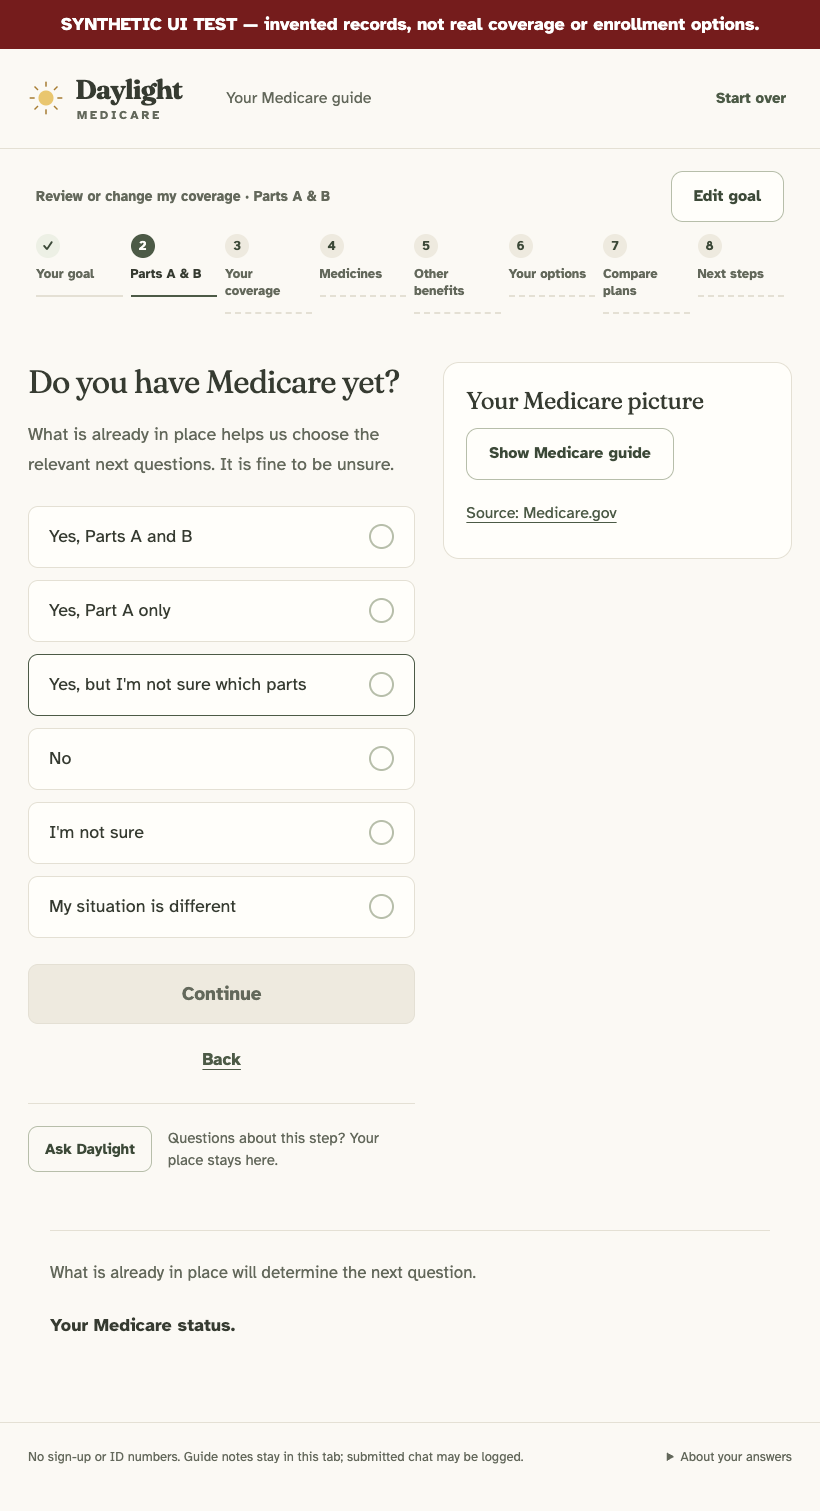 SYNTHETIC UI TEST — invented records, not real coverage or enrollment options.
Daylight
MEDICARE
Your Medicare guide
Start over
Review or change my coverage · Parts A & B
Edit goal
✓
Your goal
2
Parts A & B
3
Your
coverage
4
Medicines
5
Other
benefits
6
Your options
7
Compare
plans
8
Next steps
Do you have Medicare yet?
What is already in place helps us choose the
relevant next questions. It is fine to be unsure.
Yes, Parts A and B
Yes, Part A only
Yes, but I'm not sure which parts
No
I'm not sure
My situation is different
Continue
Back
Ask Daylight
Questions about this step? Your
place stays here.
Your Medicare picture
Show Medicare guide
Source: Medicare.gov
What is already in place will determine the next question.
Your Medicare status.
No sign-up or ID numbers. Guide notes stay in this tab; submitted chat may be logged.
▶ About your answers